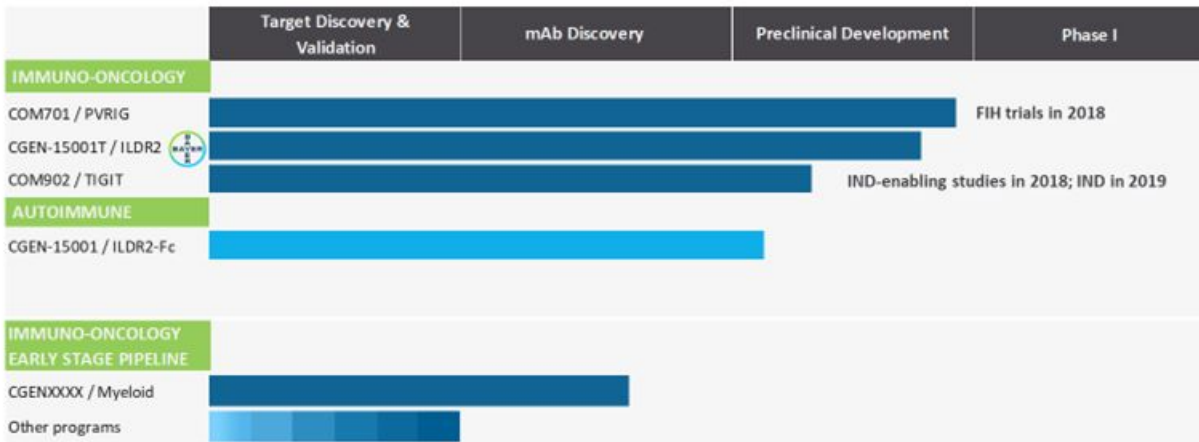 Target Discovery &
Validation
mAb Discovery
Preclinical Development
Phase I
IMMUNO-ONCOLOGY
COM701 / PVRIG
FIH trials in 2018
CGEN-15001T / ILDR2
BAYER
BAYER
COM902 / TIGIT
IND-enabling studies in 2018; IND in 2019
AUTOIMMUNE
CGEN-15001 / ILDR2-Fc
IMMUNO-ONCOLOGY
EARLY STAGE PIPELINE
CGENXXXX / Myeloid
Other programs